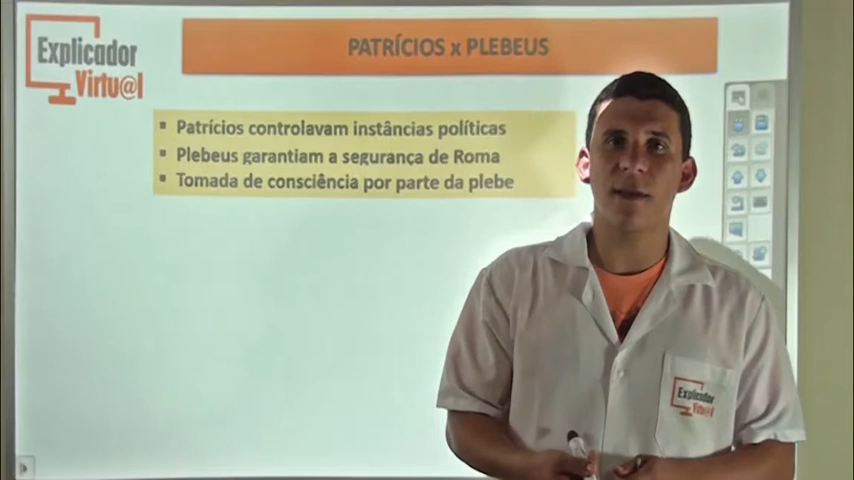 Explicador
Virtu@l
PATRÍCIOS x PLEBEUS
▪ Patrícios controlavam instâncias políticas
▪ Plebeus garantiam a segurança de Roma
▪ Tomada de consciência por parte da plebe
Explicador
Virtu@l